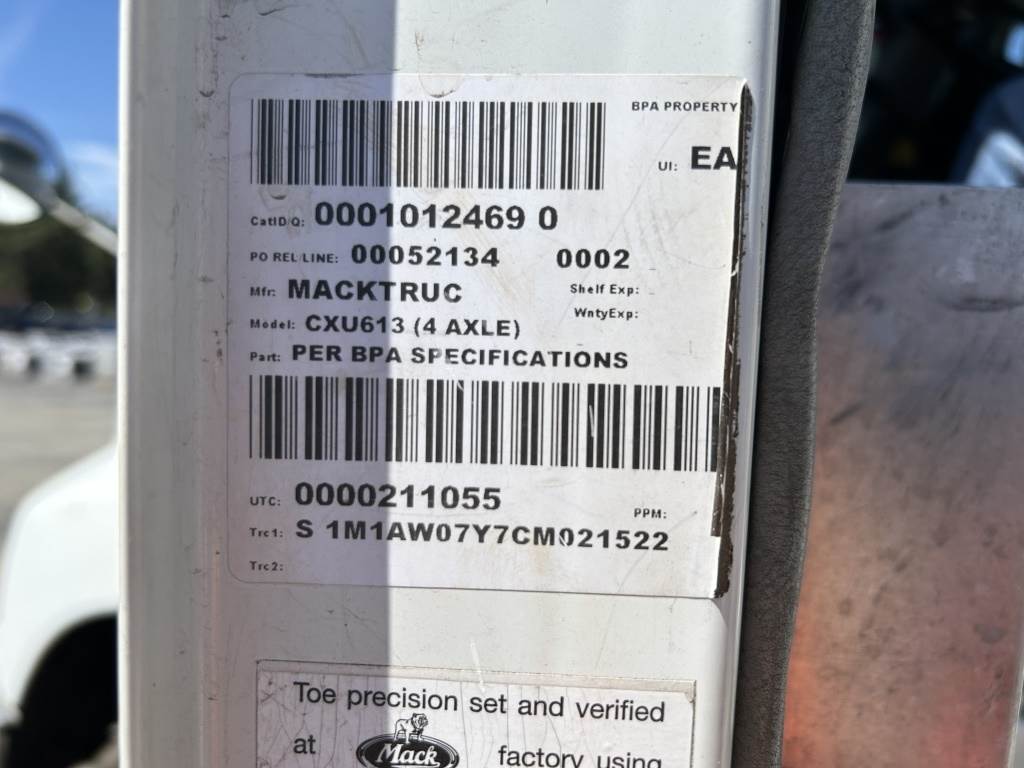 BPA PROPERTY
UI: EA
CatID/Q: 0001012469 0
PO REL/LINE: 00052134 0002
Mfr: MACKTRUC Shelf Exp:
WntyExp:
Model: CXU613 (4 AXLE)
Part: PER BPA SPECIFICATIONS
UTC: 0000211055 PPM:
Trc1: S 1M1AW07Y7CM021522
Trc2:
Toe precision set and verified
at Mack factory using